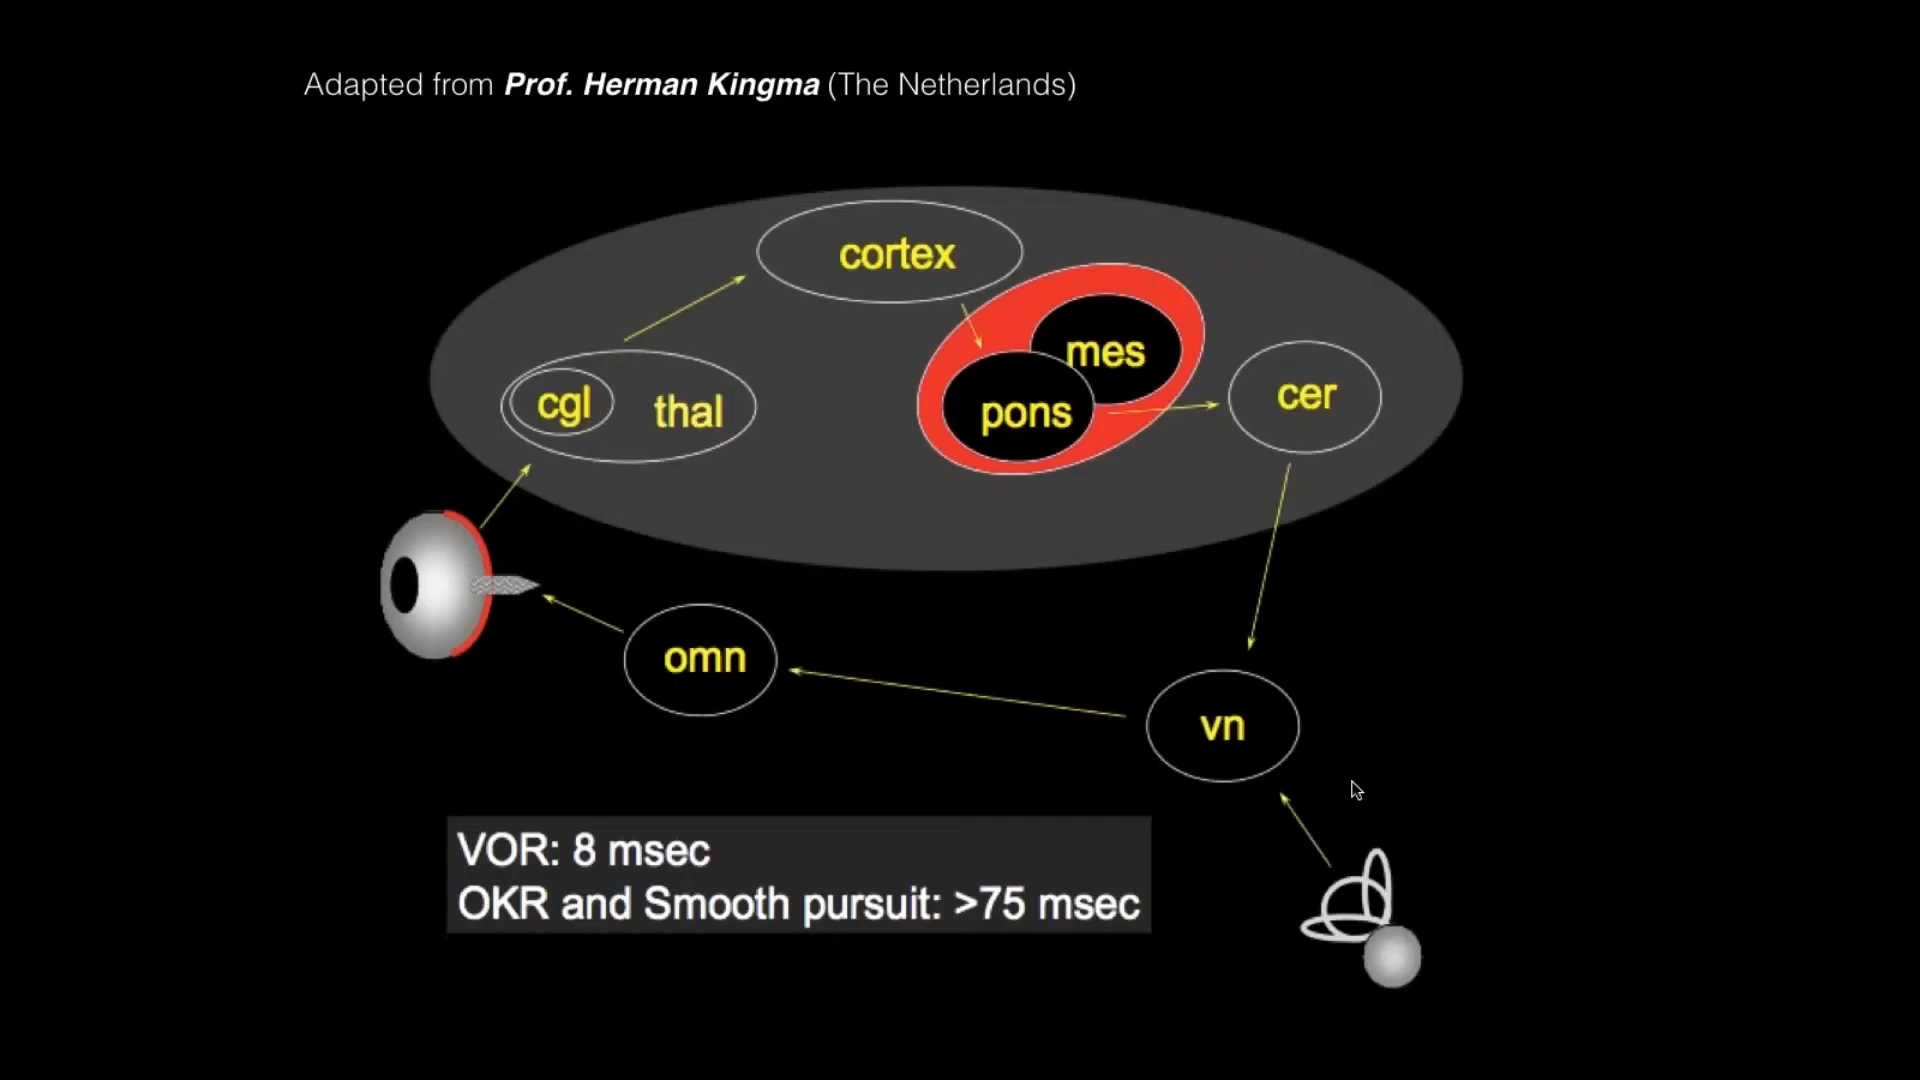 Adapted from Prof. Herman Kingma (The Netherlands)
cortex
mes
cgl
thal
pons
cer
omn
vn
VOR: 8 msec
OKR and Smooth pursuit: >75 msec